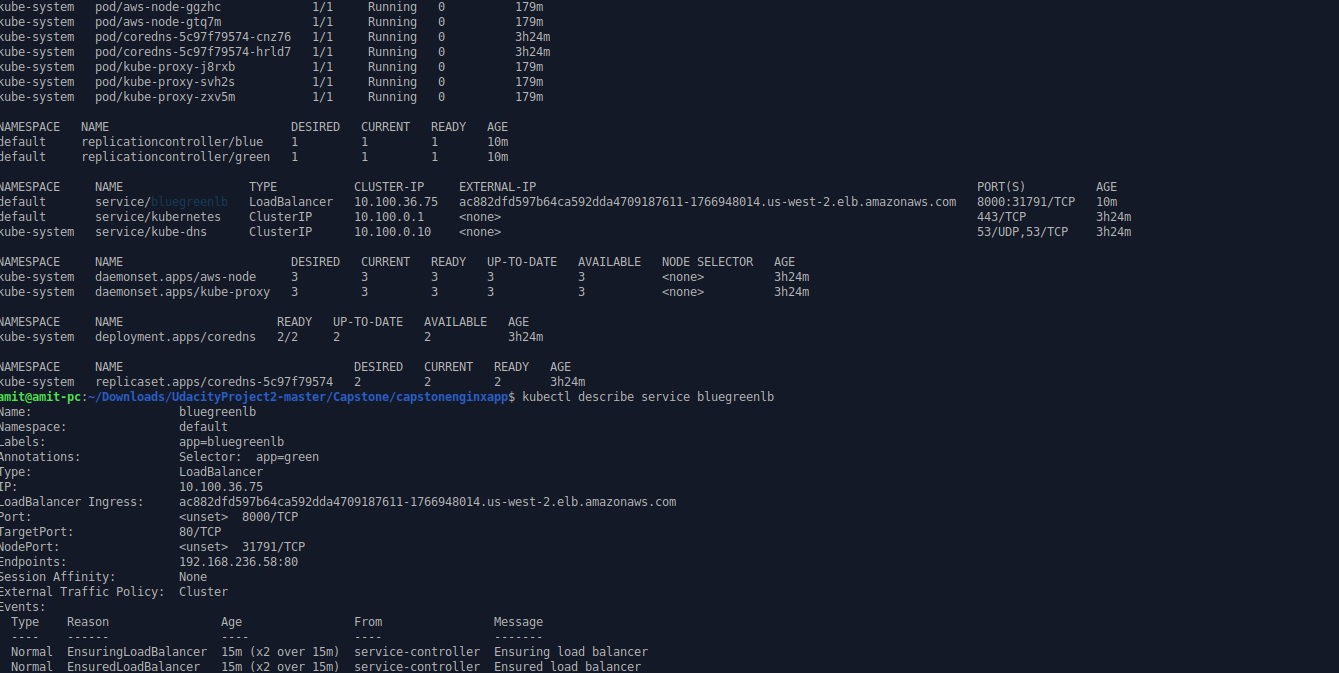 kube-system pod/aws-node-ggzhc 1/1 Running 0 179m
kube-system pod/aws-node-gtq7m 1/1 Running 0 179m
kube-system pod/coredns-5c97f79574-cnz76 1/1 Running 0 3h24m
kube-system pod/coredns-5c97f79574-hrld7 1/1 Running 0 3h24m
kube-system pod/kube-proxy-j8rxb 1/1 Running 0 179m
kube-system pod/kube-proxy-svh2s 1/1 Running 0 179m
kube-system pod/kube-proxy-zxv5m 1/1 Running 0 179m
NAMESPACE NAME DESIRED CURRENT READY AGE
default replicationcontroller/blue 1 1 1 10m
default replicationcontroller/green 1 1 1 10m
NAMESPACE NAME TYPE CLUSTER-IP EXTERNAL-IP PORT(S) AGE
default service/bluegreenlb LoadBalancer 10.100.36.75 ac882dfd597b64ca592dda4709187611-1766948014.us-west-2.elb.amazonaws.com 8000:31791/TCP 10m
default service/kubernetes ClusterIP 10.100.0.1 <none> 443/TCP 3h24m
kube-system service/kube-dns ClusterIP 10.100.0.10 <none> 53/UDP,53/TCP 3h24m
NAMESPACE NAME DESIRED CURRENT READY UP-TO-DATE AVAILABLE NODE SELECTOR AGE
kube-system daemonset.apps/aws-node 3 3 3 3 3 <none> 3h24m
kube-system daemonset.apps/kube-proxy 3 3 3 3 3 <none> 3h24m
NAMESPACE NAME READY UP-TO-DATE AVAILABLE AGE
kube-system deployment.apps/coredns 2/2 2 2 3h24m
NAMESPACE NAME DESIRED CURRENT READY AGE
kube-system replicaset.apps/coredns-5c97f79574 2 2 2 3h24m
amit@amit-pc:~/Downloads/UdacityProject2-master/Capstone/capstonenginxapp$ kubectl describe service bluegreenlb
Name: bluegreenlb
Namespace: default
Labels: app=bluegreenlb
Annotations: Selector: app=green
Type: LoadBalancer
IP: 10.100.36.75
LoadBalancer Ingress: ac882dfd597b64ca592dda4709187611-1766948014.us-west-2.elb.amazonaws.com
Port: <unset> 8000/TCP
TargetPort: 80/TCP
NodePort: <unset> 31791/TCP
Endpoints: 192.168.236.58:80
Session Affinity: None
External Traffic Policy: Cluster
Events:
Type Reason Age From Message
---- ------ ---- ---- -------
Normal EnsuringLoadBalancer 15m (x2 over 15m) service-controller Ensuring load balancer
Normal EnsuredLoadBalancer 15m (x2 over 15m) service-controller Ensured load balancer